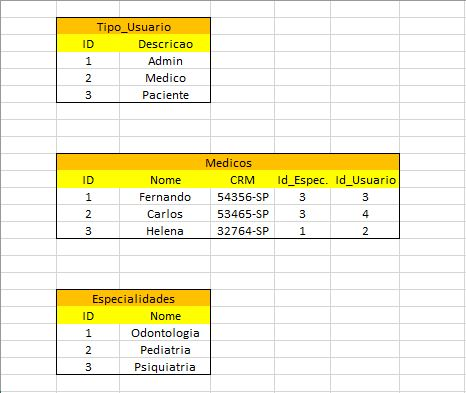 Tipo_Usuario
ID Descricao
1 Admin
2 Medico
3 Paciente
Medicos
ID Nome CRM Id_Espec. Id_Usuario
1 Fernando 54356-SP 3 3
2 Carlos 53465-SP 3 4
3 Helena 32764-SP 1 2
Especialidades
ID Nome
1 Odontologia
2 Pediatria
3 Psiquiatria